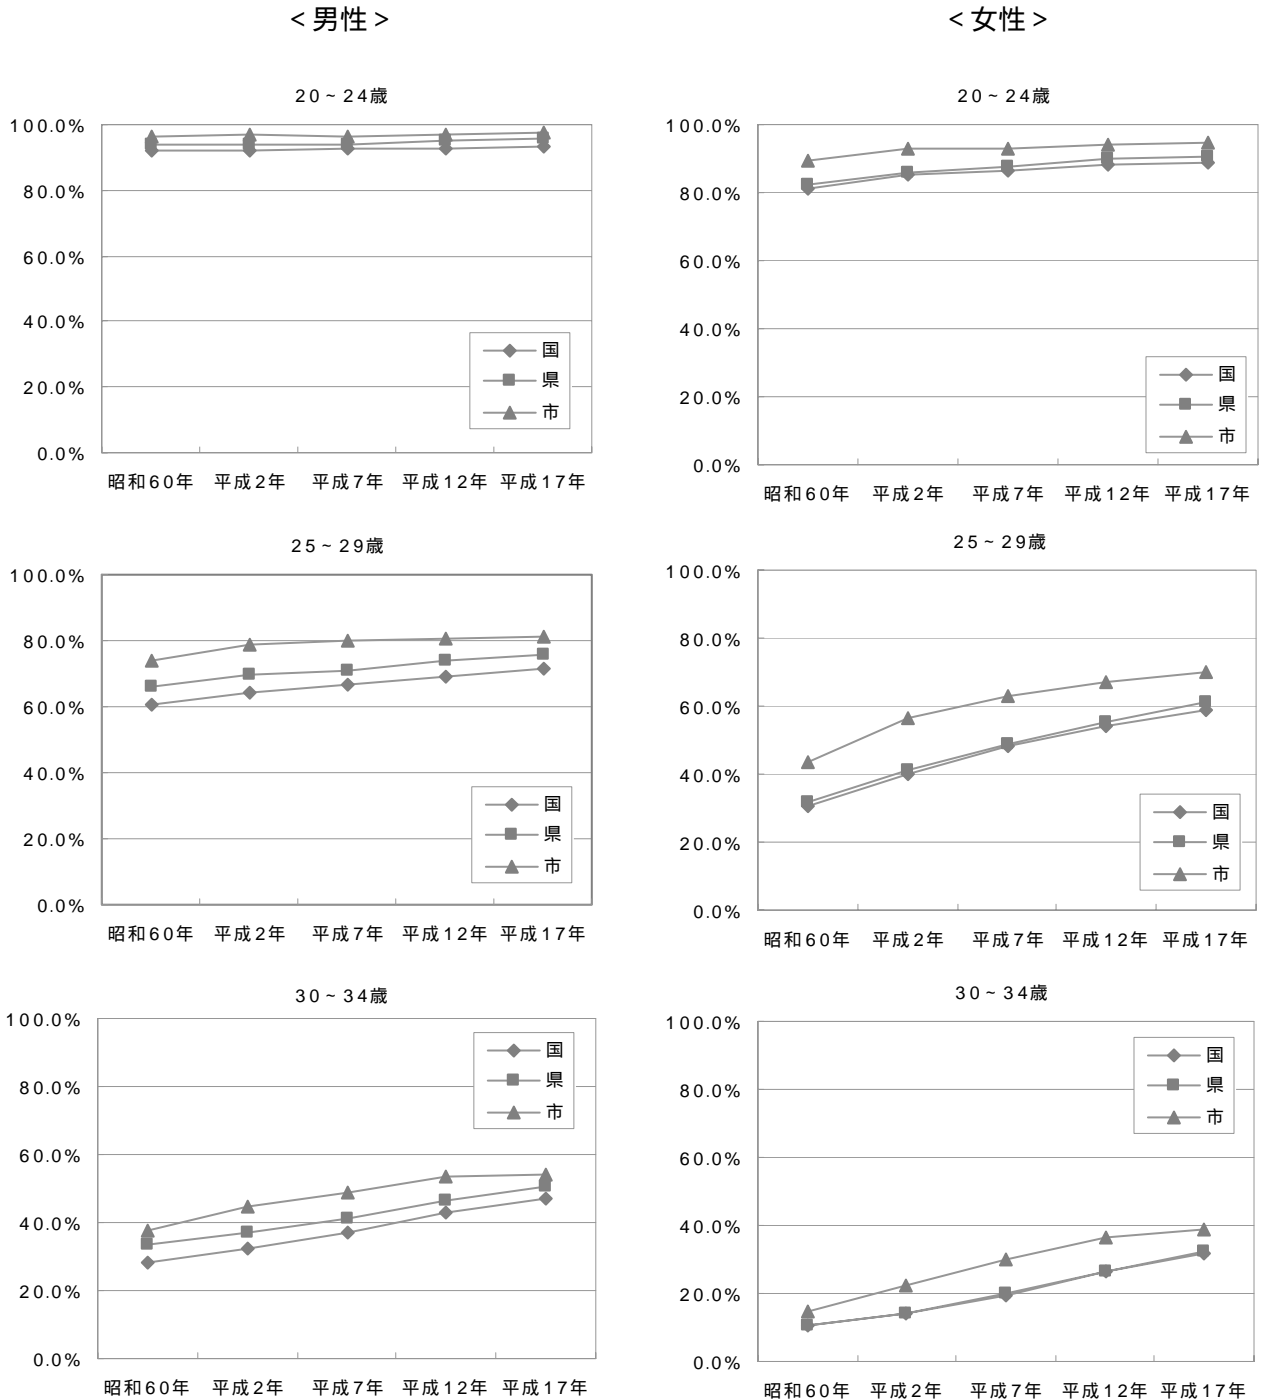 <男性>
20~24歳
100.0%
80.0%
60.0%
40.0%
20.0%
0.0%
国
県
市
昭和60年 平成2年 平成7年 平成12年 平成17年
25~29歳
100.0%
80.0%
60.0%
40.0%
20.0%
0.0%
国
県
市
昭和60年 平成2年 平成7年 平成12年 平成17年
30~34歳
100.0%
80.0%
60.0%
40.0%
20.0%
0.0%
国
県
市
昭和60年 平成2年 平成7年 平成12年 平成17年
<女性>
20~24歳
100.0%
80.0%
60.0%
40.0%
20.0%
0.0%
国
県
市
昭和60年 平成2年 平成7年 平成12年 平成17年
25~29歳
100.0%
80.0%
60.0%
40.0%
20.0%
0.0%
国
県
市
昭和60年 平成2年 平成7年 平成12年 平成17年
30~34歳
100.0%
80.0%
60.0%
40.0%
20.0%
0.0%
国
県
市
昭和60年 平成2年 平成7年 平成12年 平成17年